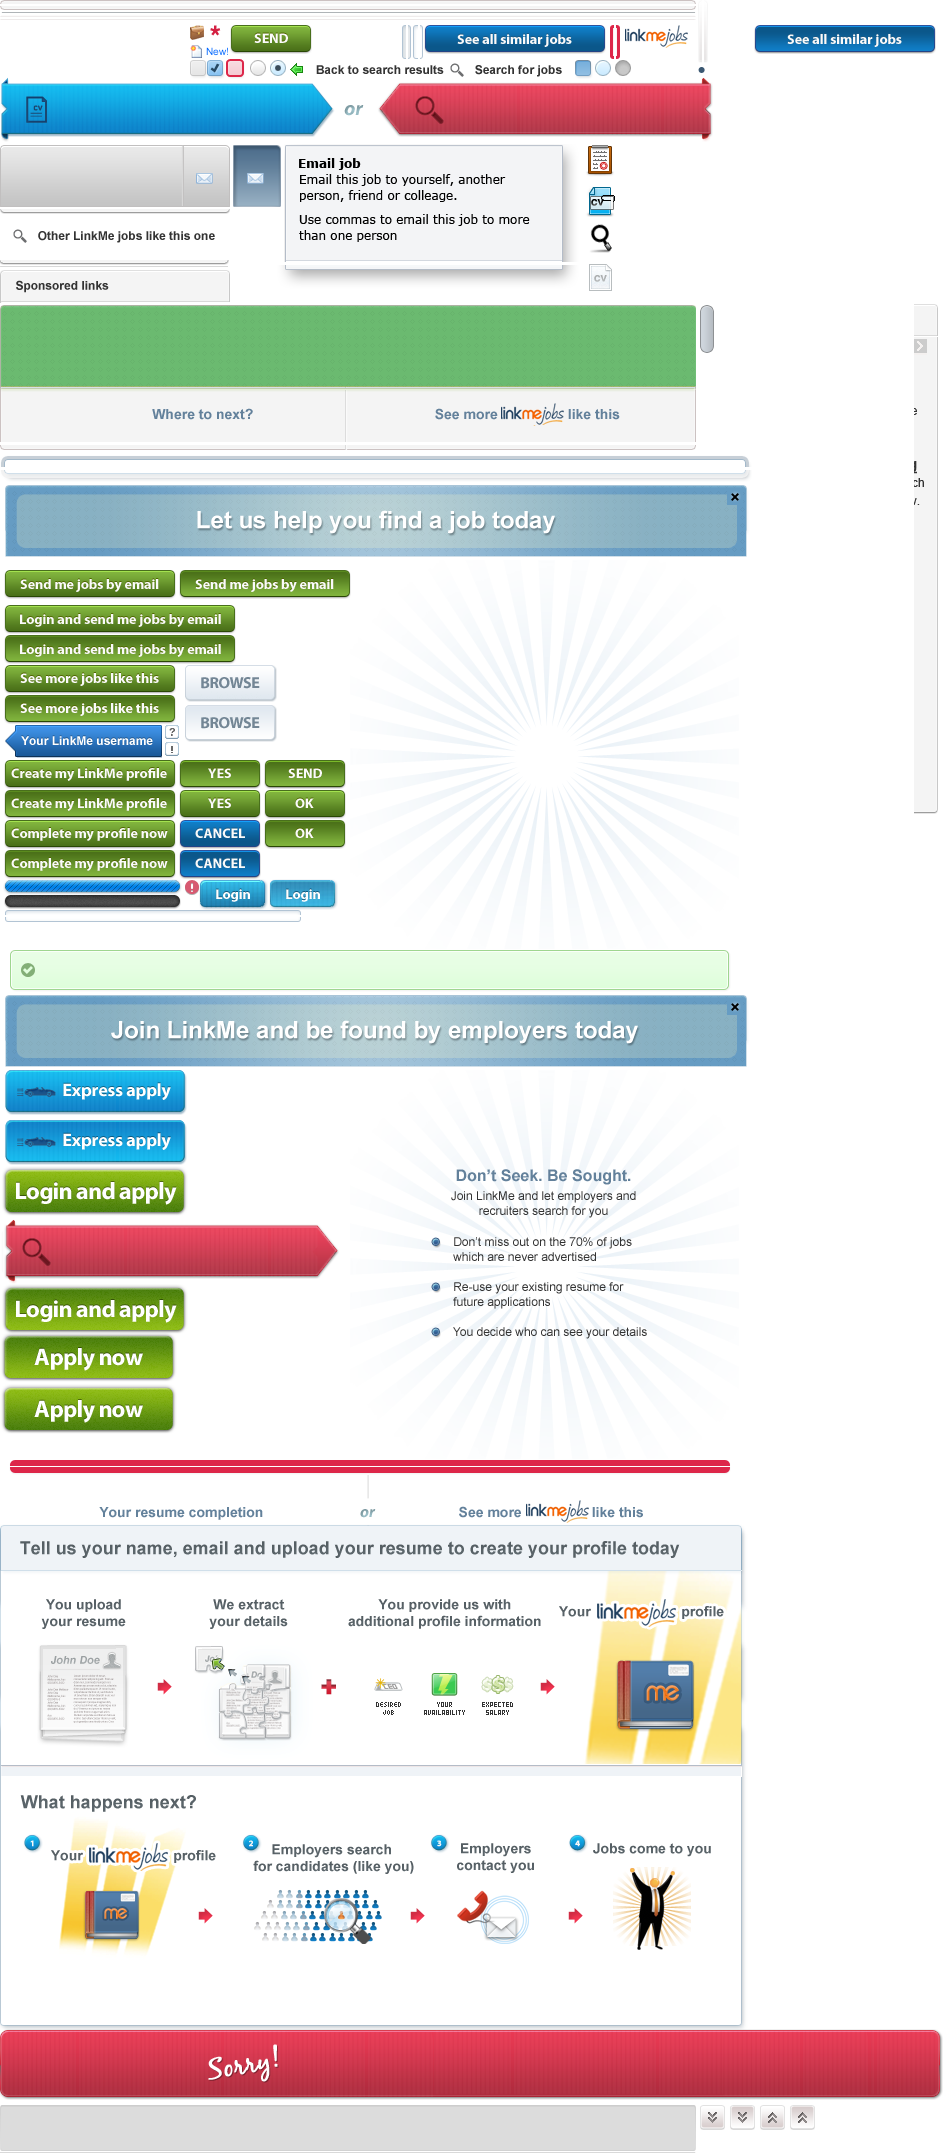 SEND
See all similar jobs
linkmejobs
See all similar jobs
New!
Back to search results
Search for jobs
CV
or
Email job
Email this job to yourself, another
person, friend or colleage.
Use commas to email this job to more
than one person
CV
Other LinkMe jobs like this one
CV
Sponsored links
Where to next?
See more linkmejobs like this
Let us help you find a job today
Send me jobs by email
Send me jobs by email
Login and send me jobs by email
Login and send me jobs by email
See more jobs like this
BROWSE
See more jobs like this
BROWSE
Your LinkMe username
?
!
Create my LinkMe profile
YES
SEND
Create my LinkMe profile
YES
OK
Complete my profile now
CANCEL
OK
Complete my profile now
CANCEL
Login
Login
Join LinkMe and be found by employers today
Express apply
Express apply
Login and apply
Login and apply
Apply now
Apply now
Don't Seek. Be Sought.
Join LinkMe and let employers and
recruiters search for you
Don't miss out on the 70% of jobs
which are never advertised
Re-use your existing resume for
future applications
You decide who can see your details
Your resume completion
or
See more linkmejobs like this
Tell us your name, email and upload your resume to create your profile today
You upload
your resume
We extract
your details
You provide us with
additional profile information
Your linkmejobs profile
John Doe
DESIRED
JOB
YOUR
AVAILABILITY
EXPECTED
SALARY
me
What happens next?
1
Your linkmejobs profile
me
2
Employers search
for candidates (like you)
3
Employers
contact you
4
Jobs come to you
Sorry!